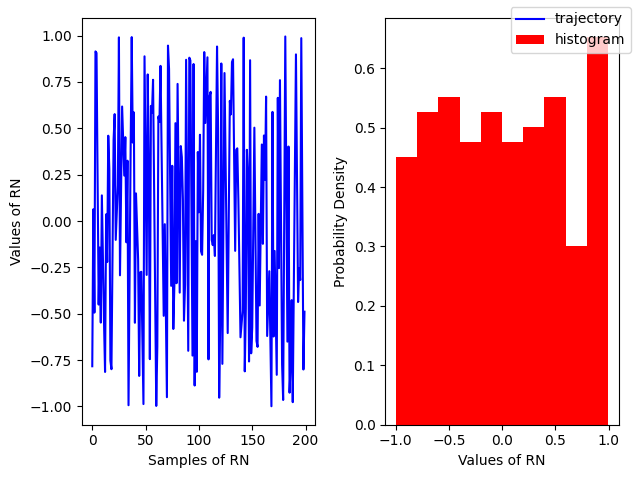 trajectory
histogram
1.00
0.75
0.50
0.25
0.00
−0.25
−0.50
−0.75
−1.00
Values of RN
0 50 100 150 200
Samples of RN
0.6
0.5
0.4
0.3
0.2
0.1
0.0
Probability Density
−1.0 −0.5 0.0 0.5 1.0
Values of RN